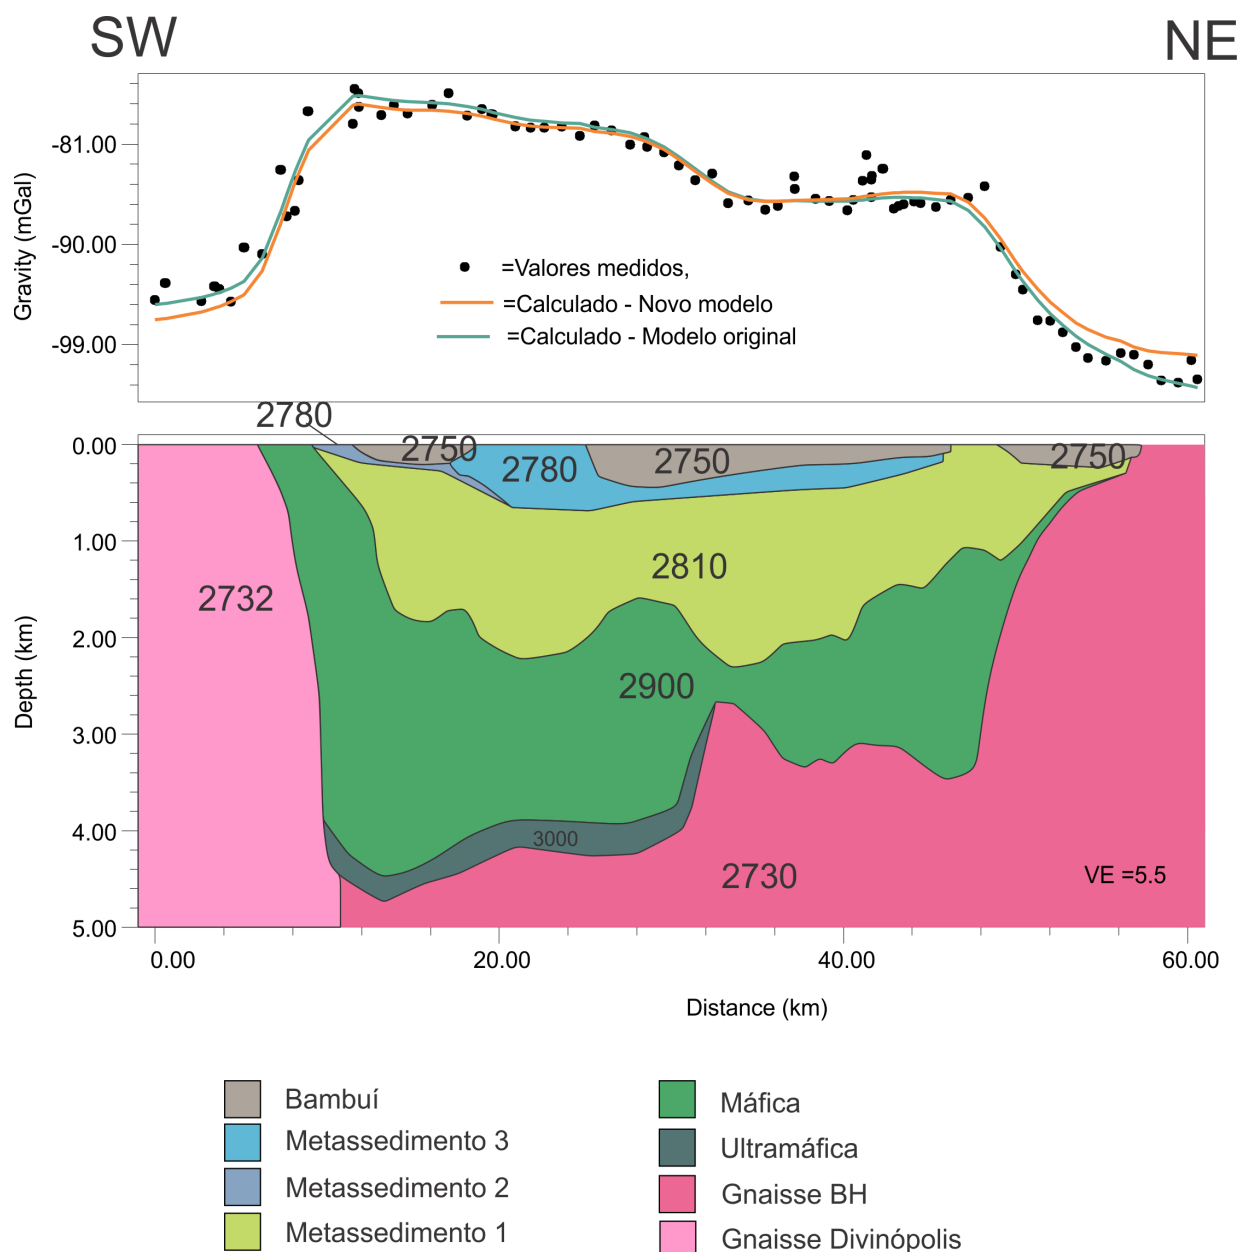 SW NE
-81.00
-90.00
-99.00
Gravity (mGal)
=Valores medidos,
=Calculado - Novo modelo
=Calculado - Modelo original
2780
0.00
1.00
2.00
3.00
4.00
5.00
Depth (km)
2750
2780
2750
2750
2810
2732
2900
3000
2730
VE =5.5
0.00 20.00 40.00 60.00
Distance (km)
Bambuí
Metassedimento 3
Metassedimento 2
Metassedimento 1
Máfica
Ultramáfica
Gnaisse BH
Gnaisse Divinópolis